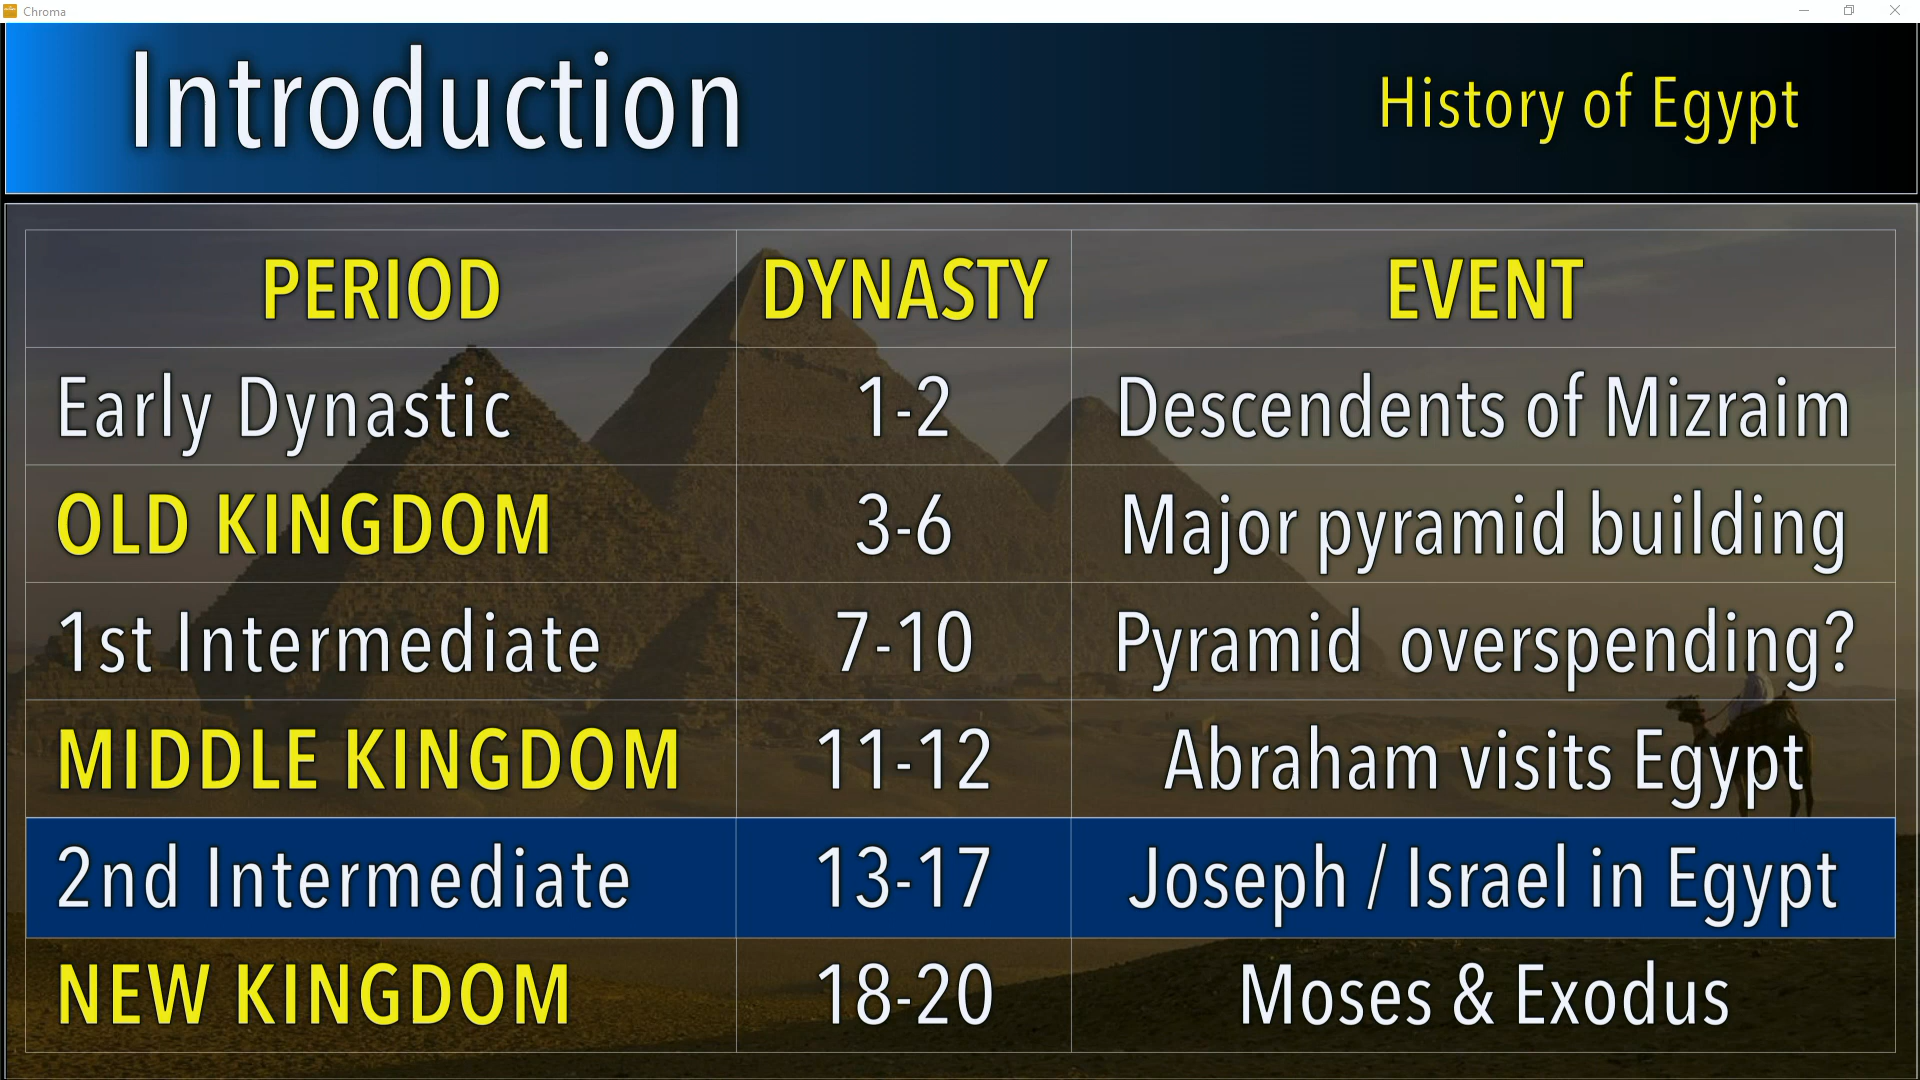 Chroma
Introduction
History of Egypt
PERIOD DYNASTY EVENT
Early Dynastic 1-2 Descendents of Mizraim
OLD KINGDOM 3-6 Major pyramid building
1st Intermediate 7-10 Pyramid overspending?
MIDDLE KINGDOM 11-12 Abraham visits Egypt
2nd Intermediate 13-17 Joseph / Israel in Egypt
NEW KINGDOM 18-20 Moses & Exodus